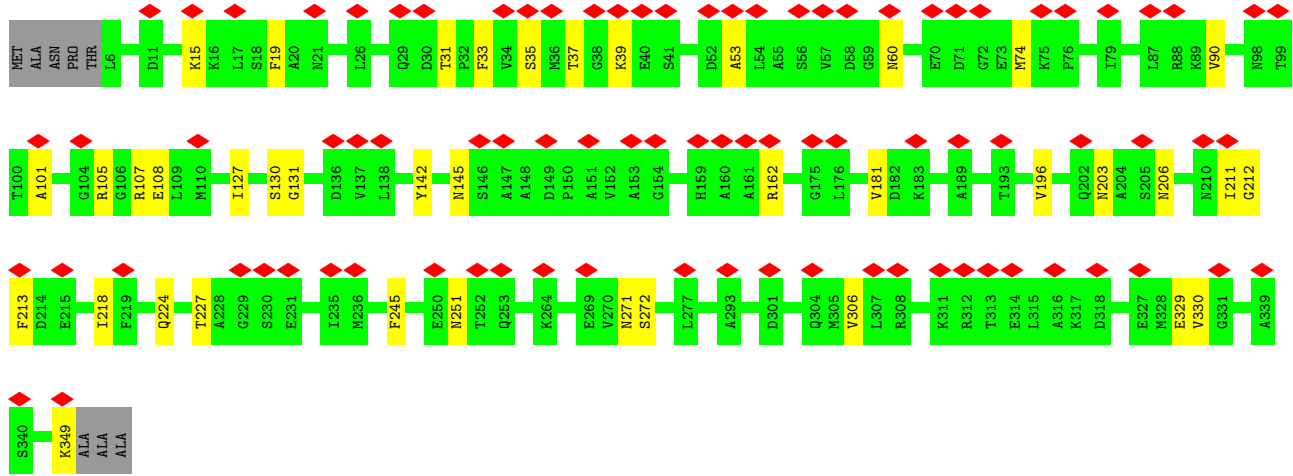 MET ALA ASN PRO THR L6 D11 K15 K16 L17 S18 F19 A20 N21 L26 Q29 D30 T31 P32 F33 V34 S35 M36 T37 G38 K39 E40 S41 D52 A53 L54 A55 S56 V57 D58 G59 N60 E70 D71 G72 E73 M74 K75 P76 I79 L87 R88 K89 V90 N98 T99
T100 A101 G104 R105 G106 R107 E108 L109 M110 I127 S130 G131 D136 V137 L138 Y142 N145 S146 A147 A148 D149 P150 A151 V152 A153 G154 H159 A160 A161 R162 G175 L176 V181 D182 K183 A189 T193 V196 Q202 N203 A204 S205 N206 N210 I211 G212
F213 D214 E215 I218 F219 Q224 T227 A228 G229 S230 E231 I235 M236 F245 E250 N251 T252 Q253 K264 E269 V270 N271 S272 L277 A293 D301 Q304 M305 V306 L307 R308 K311 R312 T313 E314 L315 A316 K317 D318 E327 M328 E329 V330 G331 A339
S340 K349 ALA ALA ALA